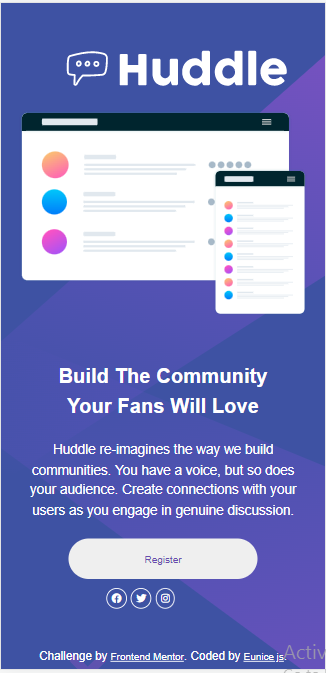 Huddle
Build The Community
Your Fans Will Love
Huddle re-imagines the way we build
communities. You have a voice, but so does
your audience. Create connections with your
users as you engage in genuine discussion.
Register
Challenge by Frontend Mentor. Coded by Eunice js.